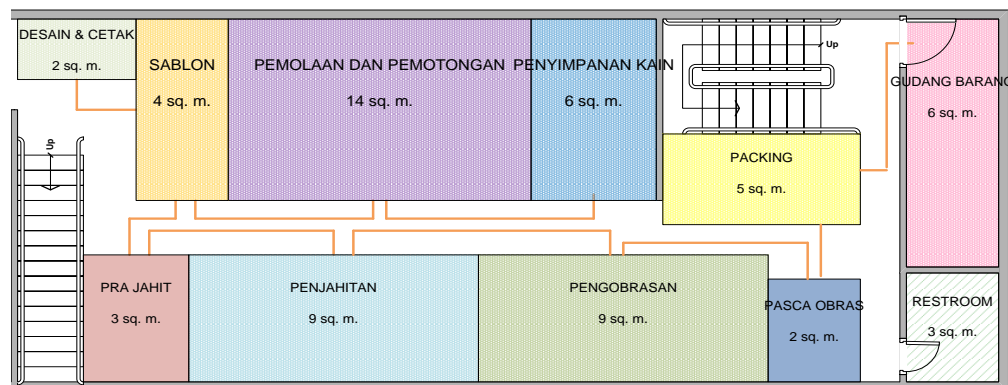 DESAIN & CETAK
2 sq. m.
SABLON
4 sq. m.
PEMOLAAN DAN PEMOTONGAN
14 sq. m.
PENYIMPANAN KAIN
6 sq. m.
Up
GUDANG BARANG
6 sq. m.
PACKING
5 sq. m.
Up
PRA JAHIT
3 sq. m.
PENJAHITAN
9 sq. m.
PENGOBRASAN
9 sq. m.
PASCA OBRAS
2 sq. m.
RESTROOM
3 sq. m.